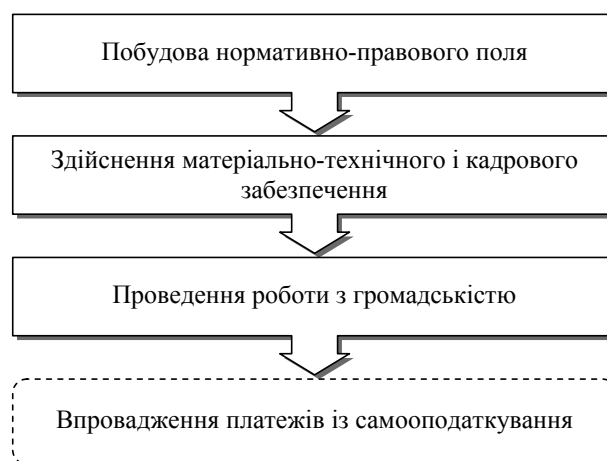 Побудова нормативно-правового поля
Здійснення матеріально-технічного і кадрового
забезпечення
Проведення роботи з громадськістю
Впровадження платежів із самооподаткування